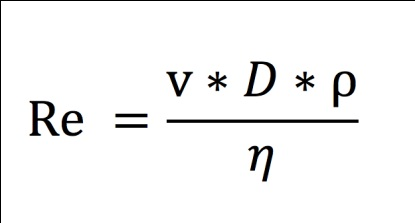 Re = v * D * ρ / η